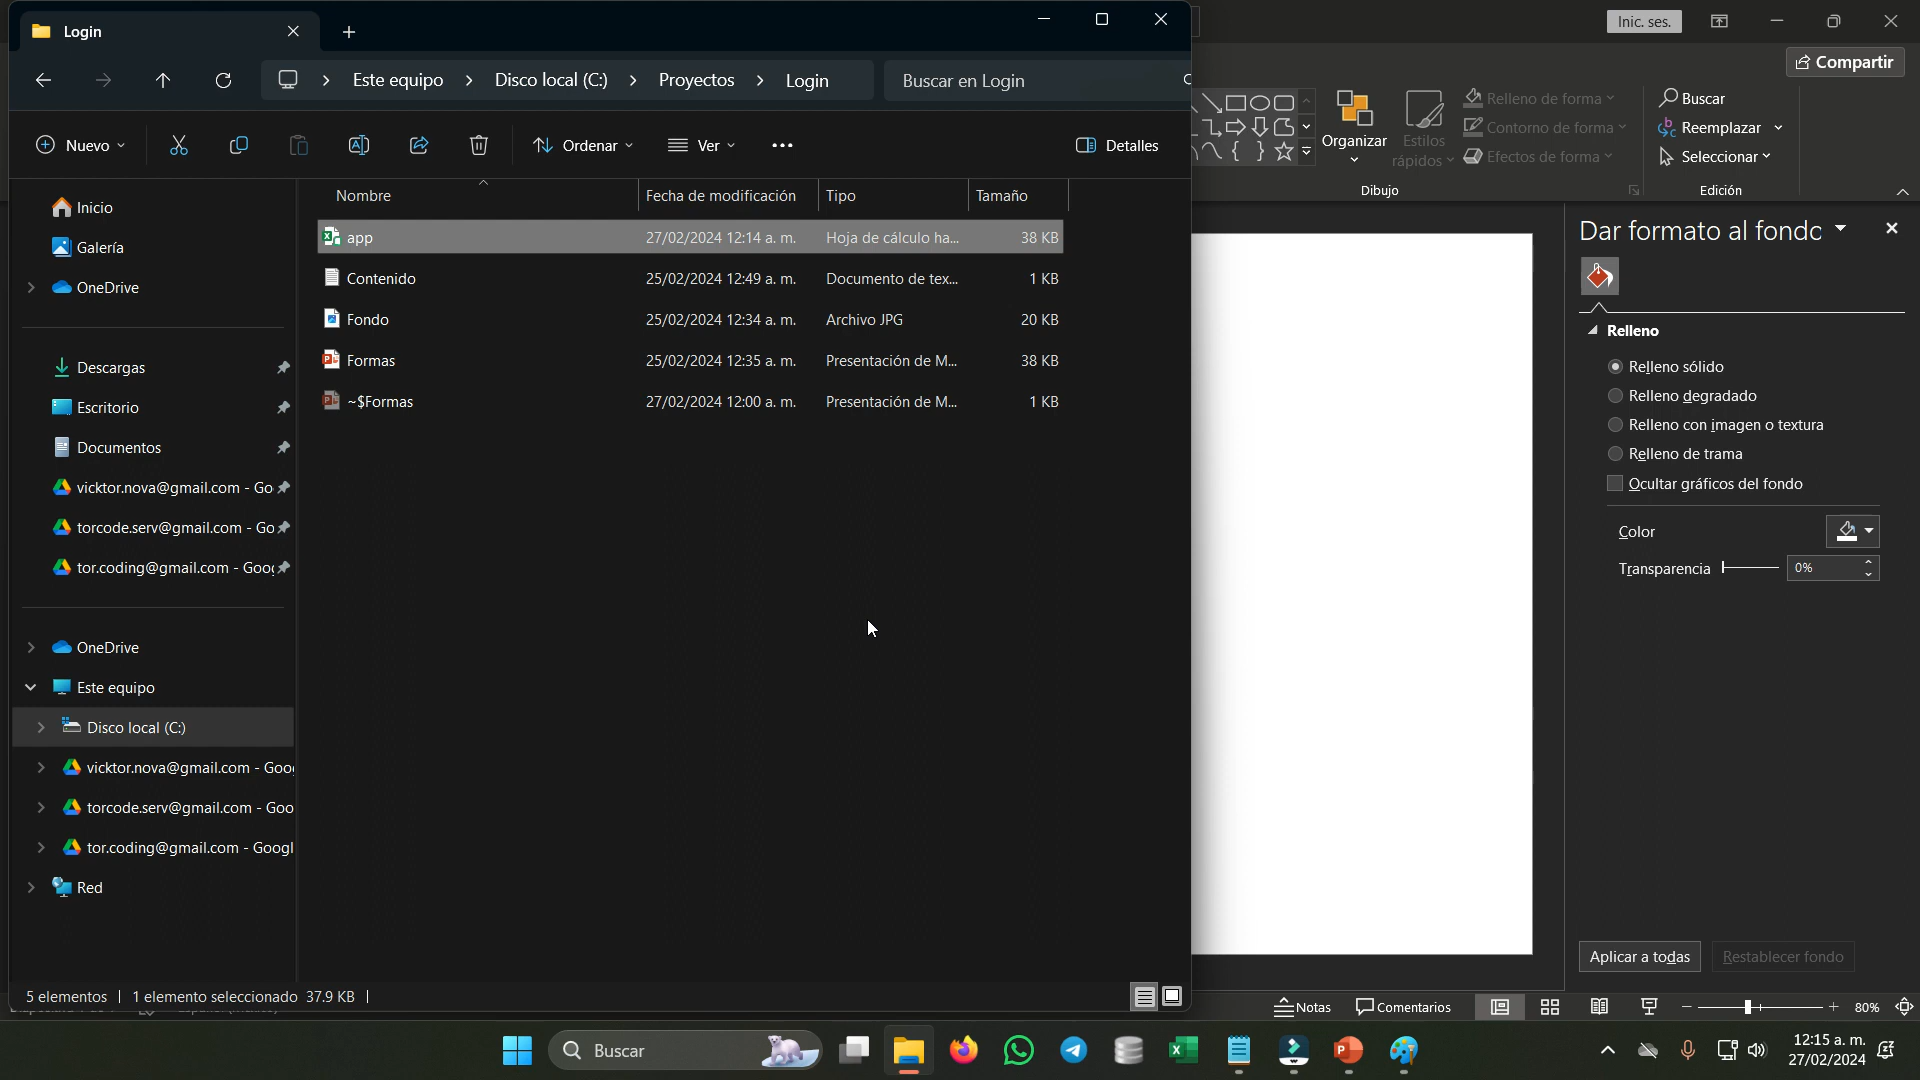 Login
Este equipo > Disco local (C:) > Proyectos > Login
Buscar en Login
Nuevo
Ordenar
Ver
Detalles
Inicio
Galería
OneDrive
Descargas
Escritorio
Documentos
vicktor.nova@gmail.com - Go
torcode.serv@gmail.com - Go
tor.coding@gmail.com - Goo
OneDrive
Este equipo
Disco local (C:)
vicktor.nova@gmail.com - Goo
torcode.serv@gmail.com - Goo
tor.coding@gmail.com - Googl
Red
Nombre Fecha de modificación Tipo Tamaño
app 27/02/2024 12:14 a. m. Hoja de cálculo ha... 38 KB
Contenido 25/02/2024 12:49 a. m. Documento de tex... 1 KB
Fondo 25/02/2024 12:34 a. m. Archivo JPG 20 KB
Formas 25/02/2024 12:35 a. m. Presentación de M... 38 KB
~$Formas 27/02/2024 12:00 a. m. Presentación de M... 1 KB
5 elementos
1 elemento seleccionado 37.9 KB
Inic. ses.
Compartir
Organizar
Estilos
rápidos
Relleno de forma
Contorno de forma
Efectos de forma
Dibujo
Buscar
Reemplazar
Seleccionar
Edición
Dar formato al fondo
Relleno
Relleno sólido
Relleno degradado
Relleno con imagen o textura
Relleno de trama
Ocultar gráficos del fondo
Color
Transparencia 0%
Aplicar a todas
Restablecer fondo
Notas
Comentarios
80%
Buscar
12:15 a. m.
27/02/2024